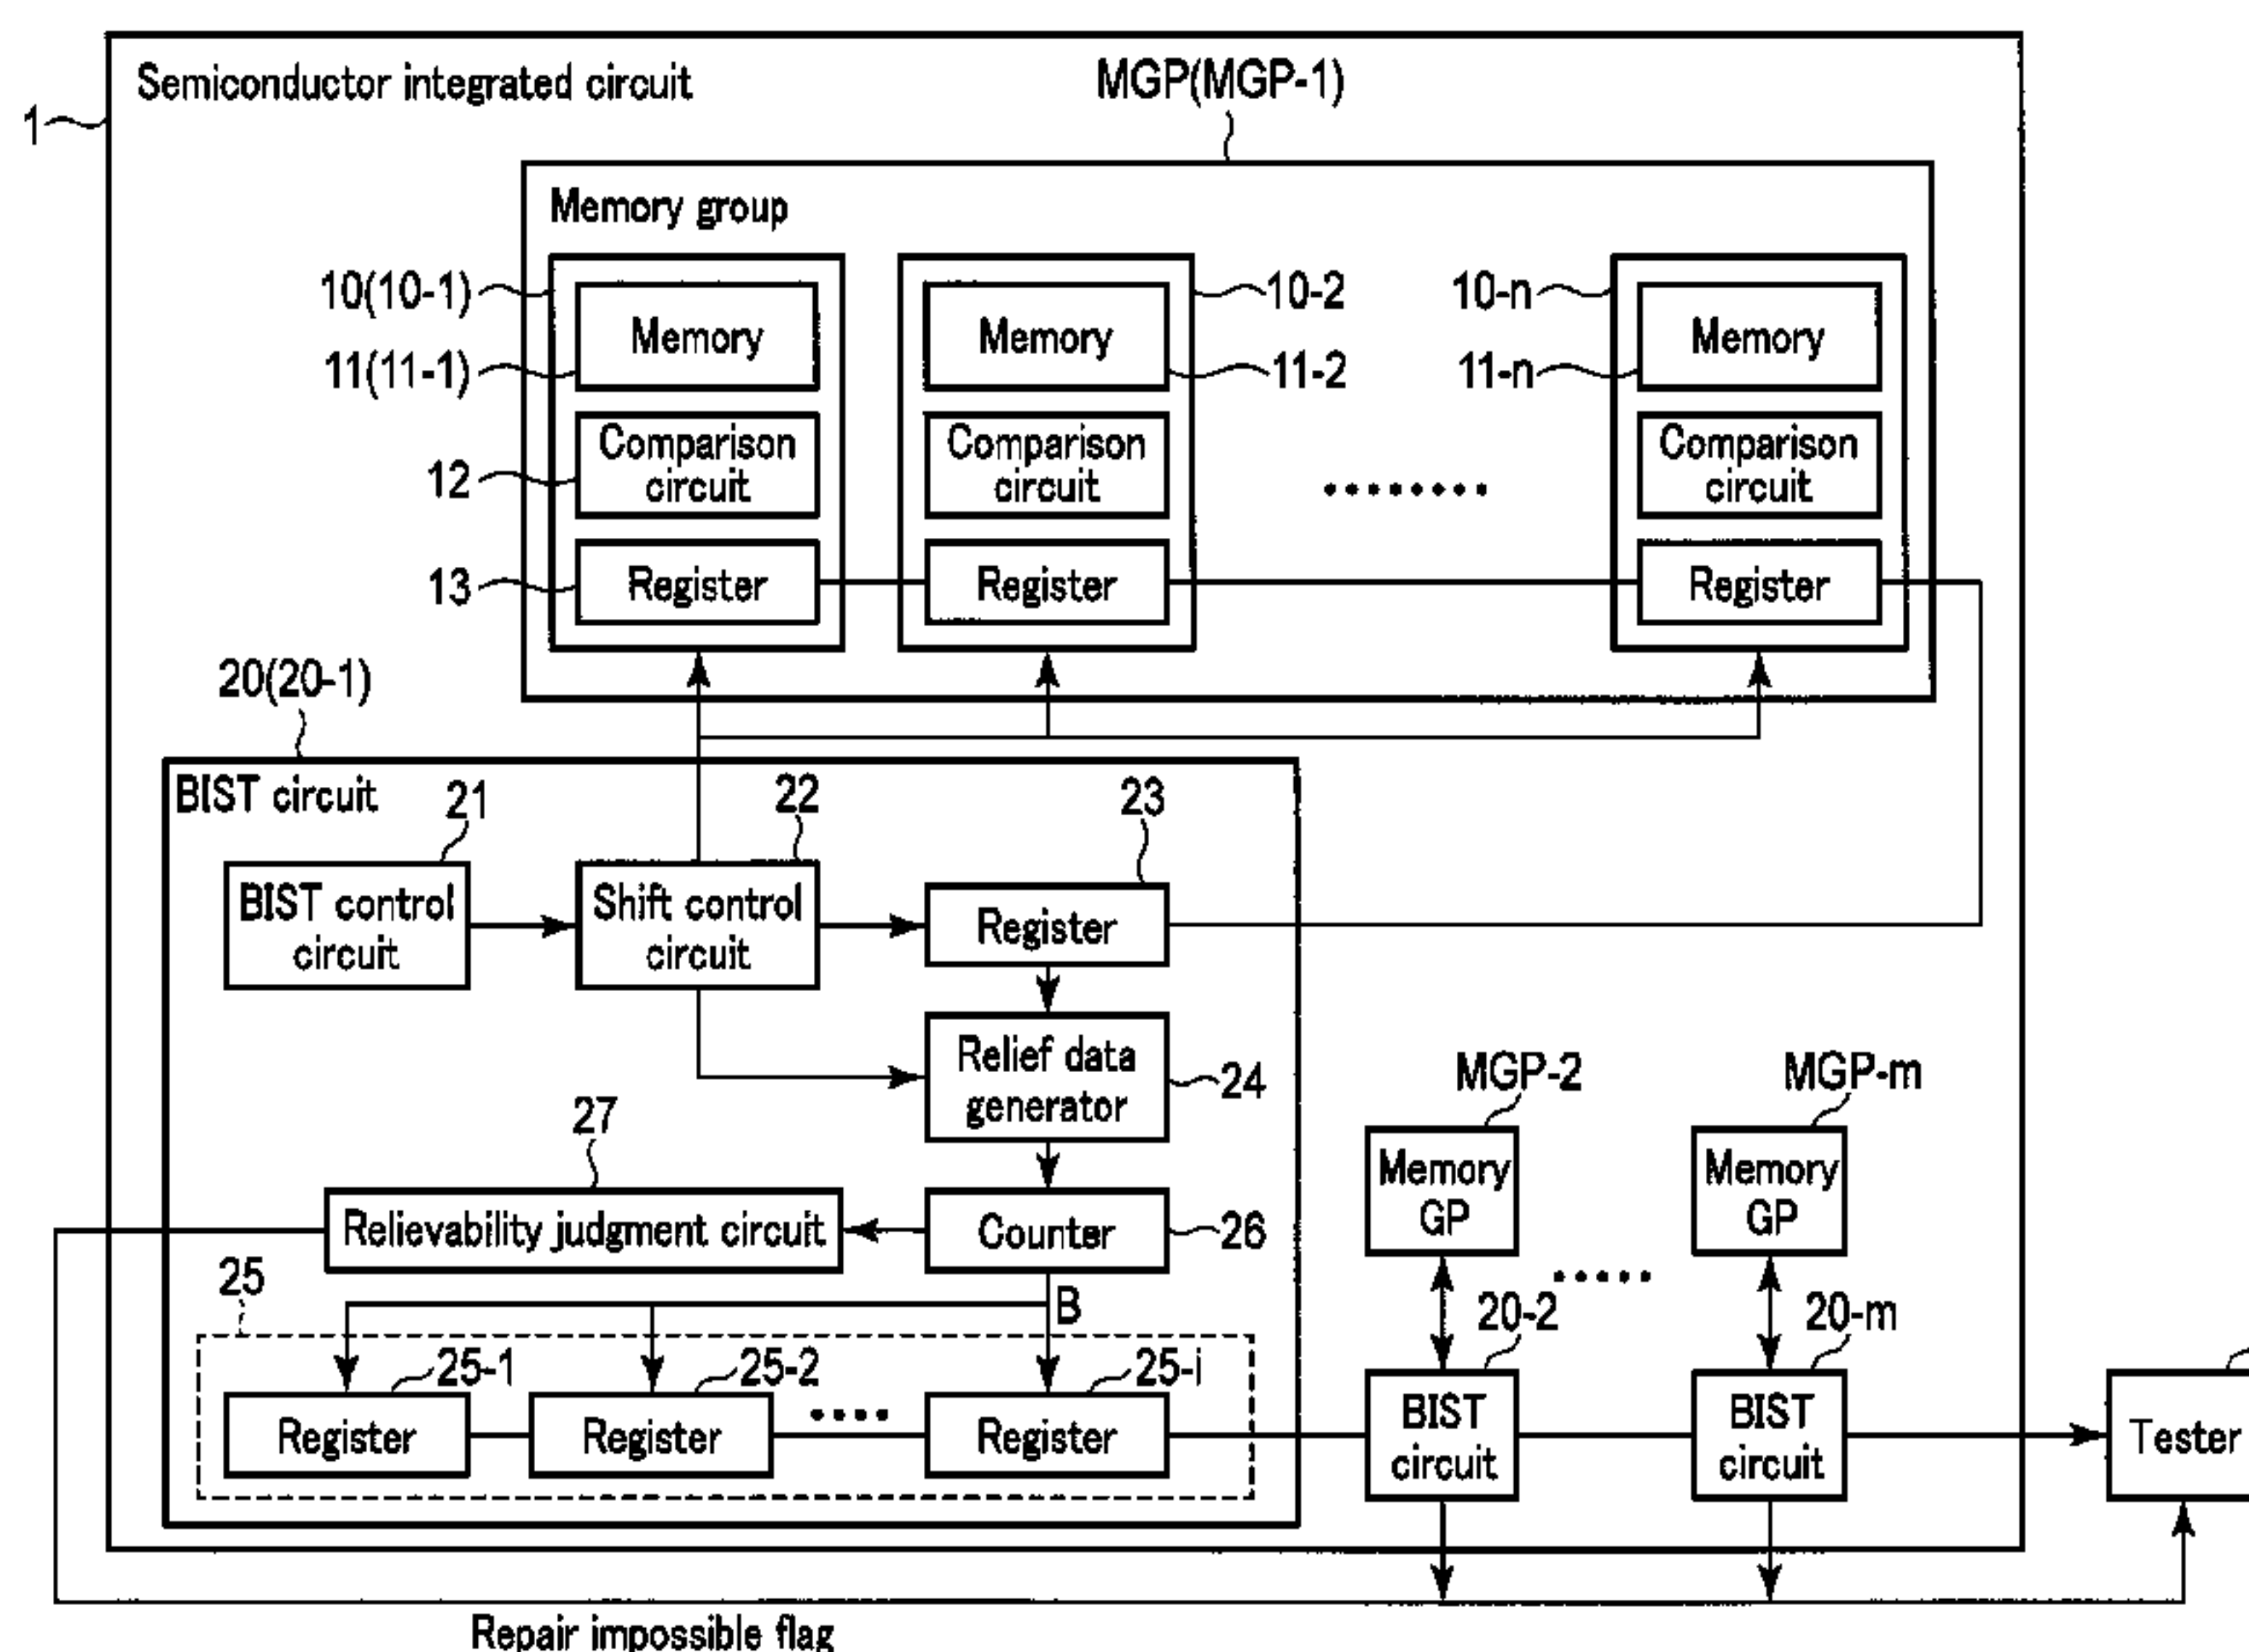 Semiconductor integrated circuit
MGP(MGP-1)
1
Memory group
10(10-1)
Memory
11(11-1)
Comparison
circuit
12
Register
13
10-2
Memory
11-2
Comparison
circuit
Register
10-n
Memory
11-n
Comparison
circuit
Register
20(20-1)
BIST circuit
21
BIST control
circuit
22
Shift control
circuit
23
Register
Relief data
generator
24
27
Relievability judgment circuit
Counter
26
B
25
25-1
Register
25-2
Register
25-i
Register
MGP-2
Memory
GP
20-2
BIST
circuit
MGP-m
Memory
GP
20-m
BIST
circuit
Tester
Repair impossible flag